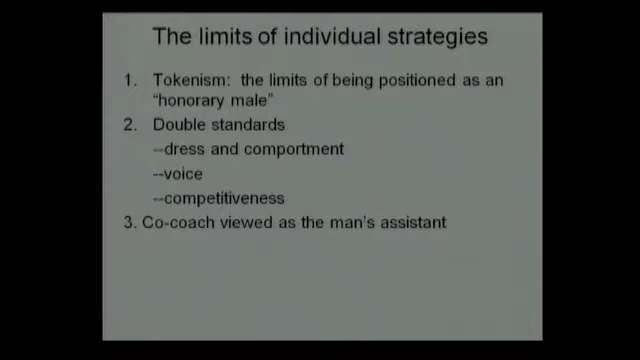 The limits of individual strategies
1. Tokenism: the limits of being positioned as an
"honorary male"
2. Double standards
--dress and comportment
--voice
--competitiveness
3. Co-coach viewed as the man's assistant